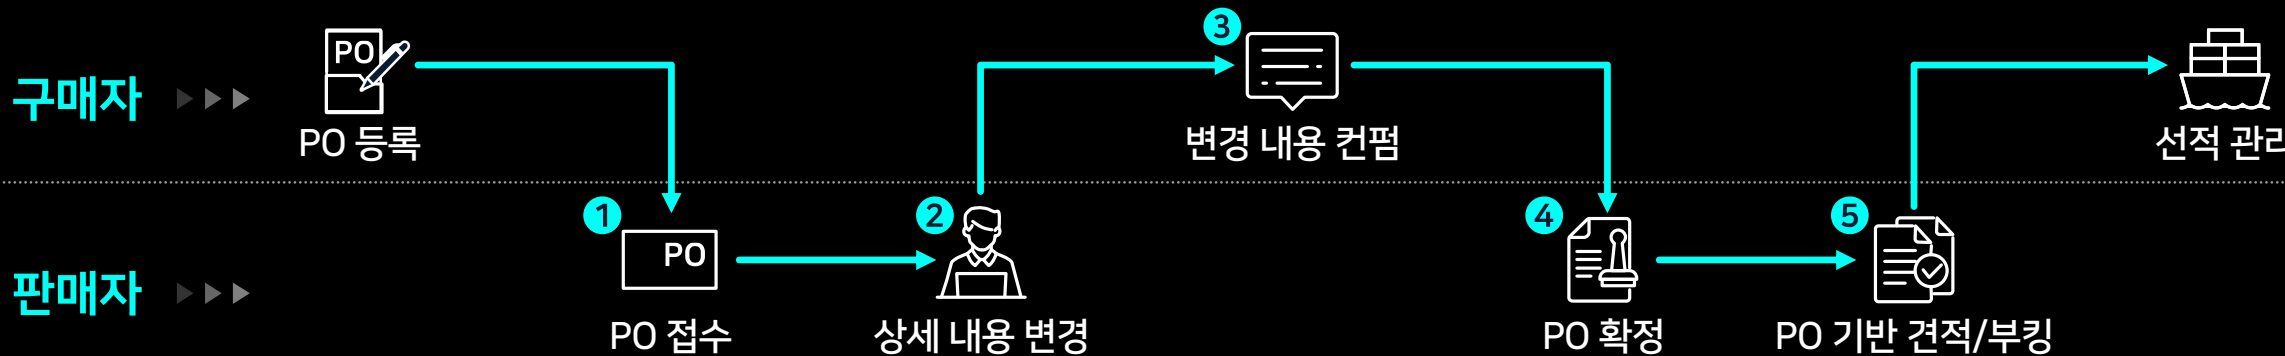 구매자
PO
PO 등록
3
변경 내용 컨펌
선적 관리
판매자
1
PO
PO 접수
2
상세 내용 변경
4
PO 확정
5
PO 기반 견적/부킹